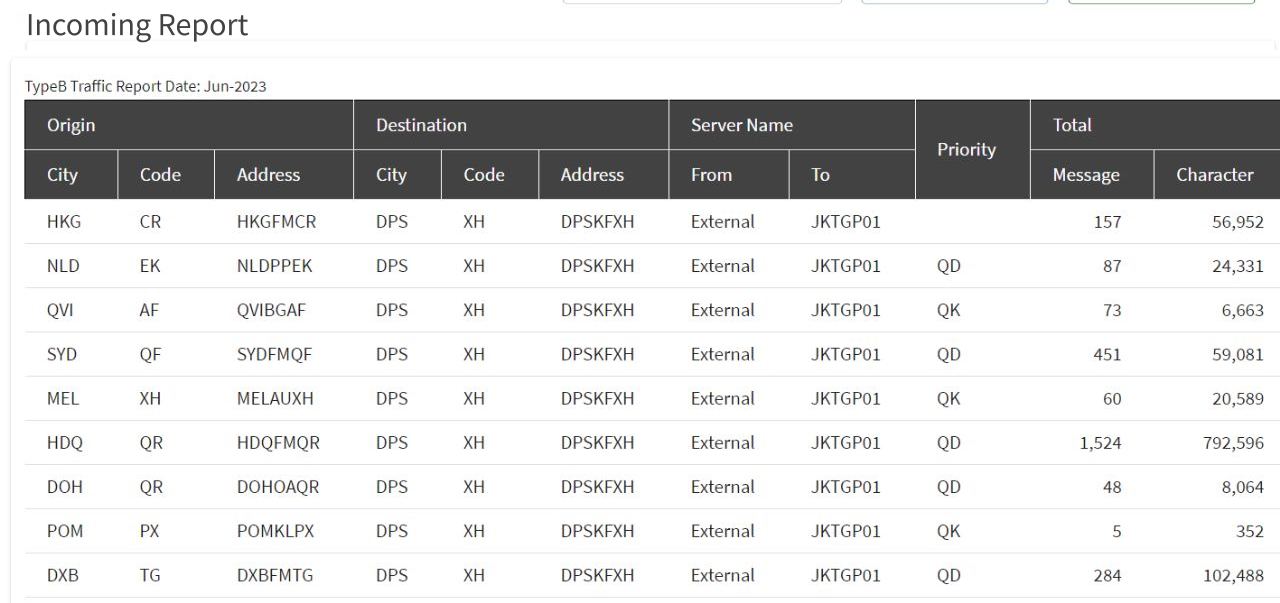 Incoming Report
TypeB Traffic Report Date: Jun-2023
Origin Destination Server Name Priority Total
City Code Address City Code Address From To Message Character
HKG CR HKGFMCR DPS XH DPSKFXH External JKTGP01 157 56,952
NLD EK NLDPPEK DPS XH DPSKFXH External JKTGP01 QD 87 24,331
QVI AF QVIBGAF DPS XH DPSKFXH External JKTGP01 QK 73 6,663
SYD QF SYDFMQF DPS XH DPSKFXH External JKTGP01 QD 451 59,081
MEL XH MELAUXH DPS XH DPSKFXH External JKTGP01 QK 60 20,589
HDQ QR HDQFMQR DPS XH DPSKFXH External JKTGP01 QD 1,524 792,596
DOH QR DOHOAQR DPS XH DPSKFXH External JKTGP01 QD 48 8,064
POM PX POMKLPX DPS XH DPSKFXH External JKTGP01 QK 5 352
DXB TG DXBFMTG DPS XH DPSKFXH External JKTGP01 QD 284 102,488